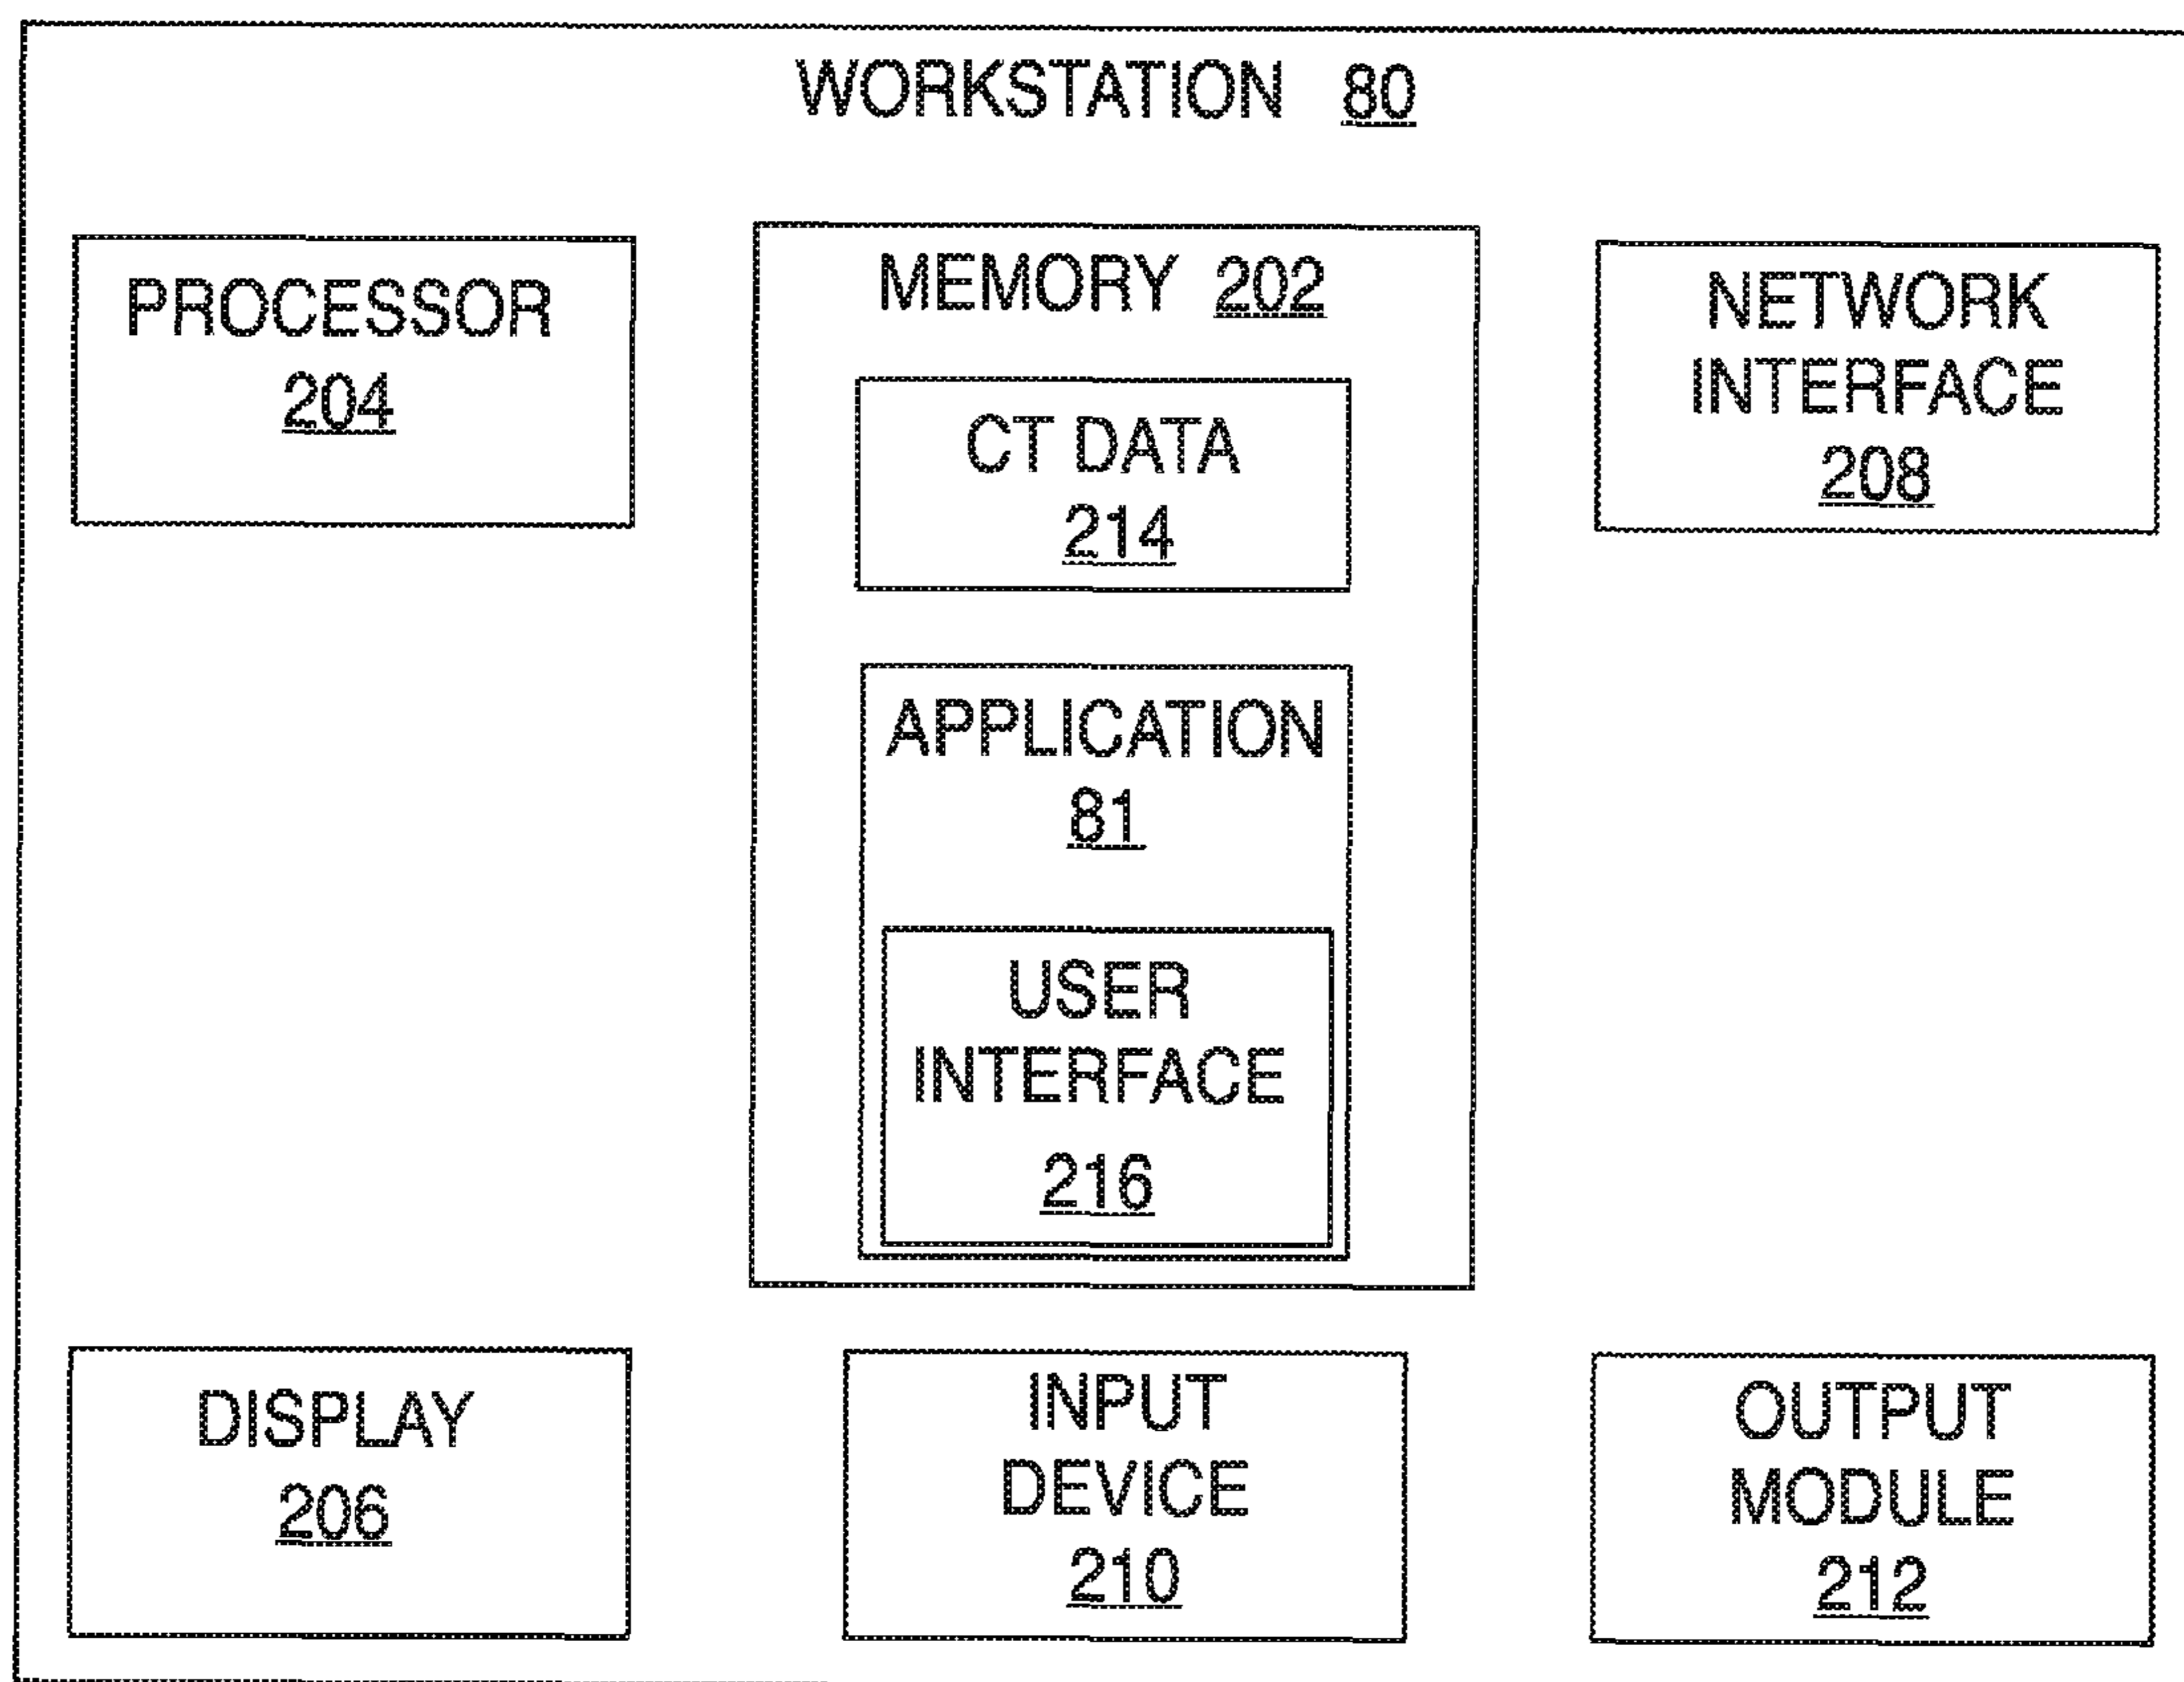 WORKSTATION 80
PROCESSOR
204
MEMORY 202
CT DATA
214
APPLICATION
81
USER
INTERFACE
216
NETWORK
INTERFACE
208
DISPLAY
206
INPUT
DEVICE
210
OUTPUT
MODULE
212